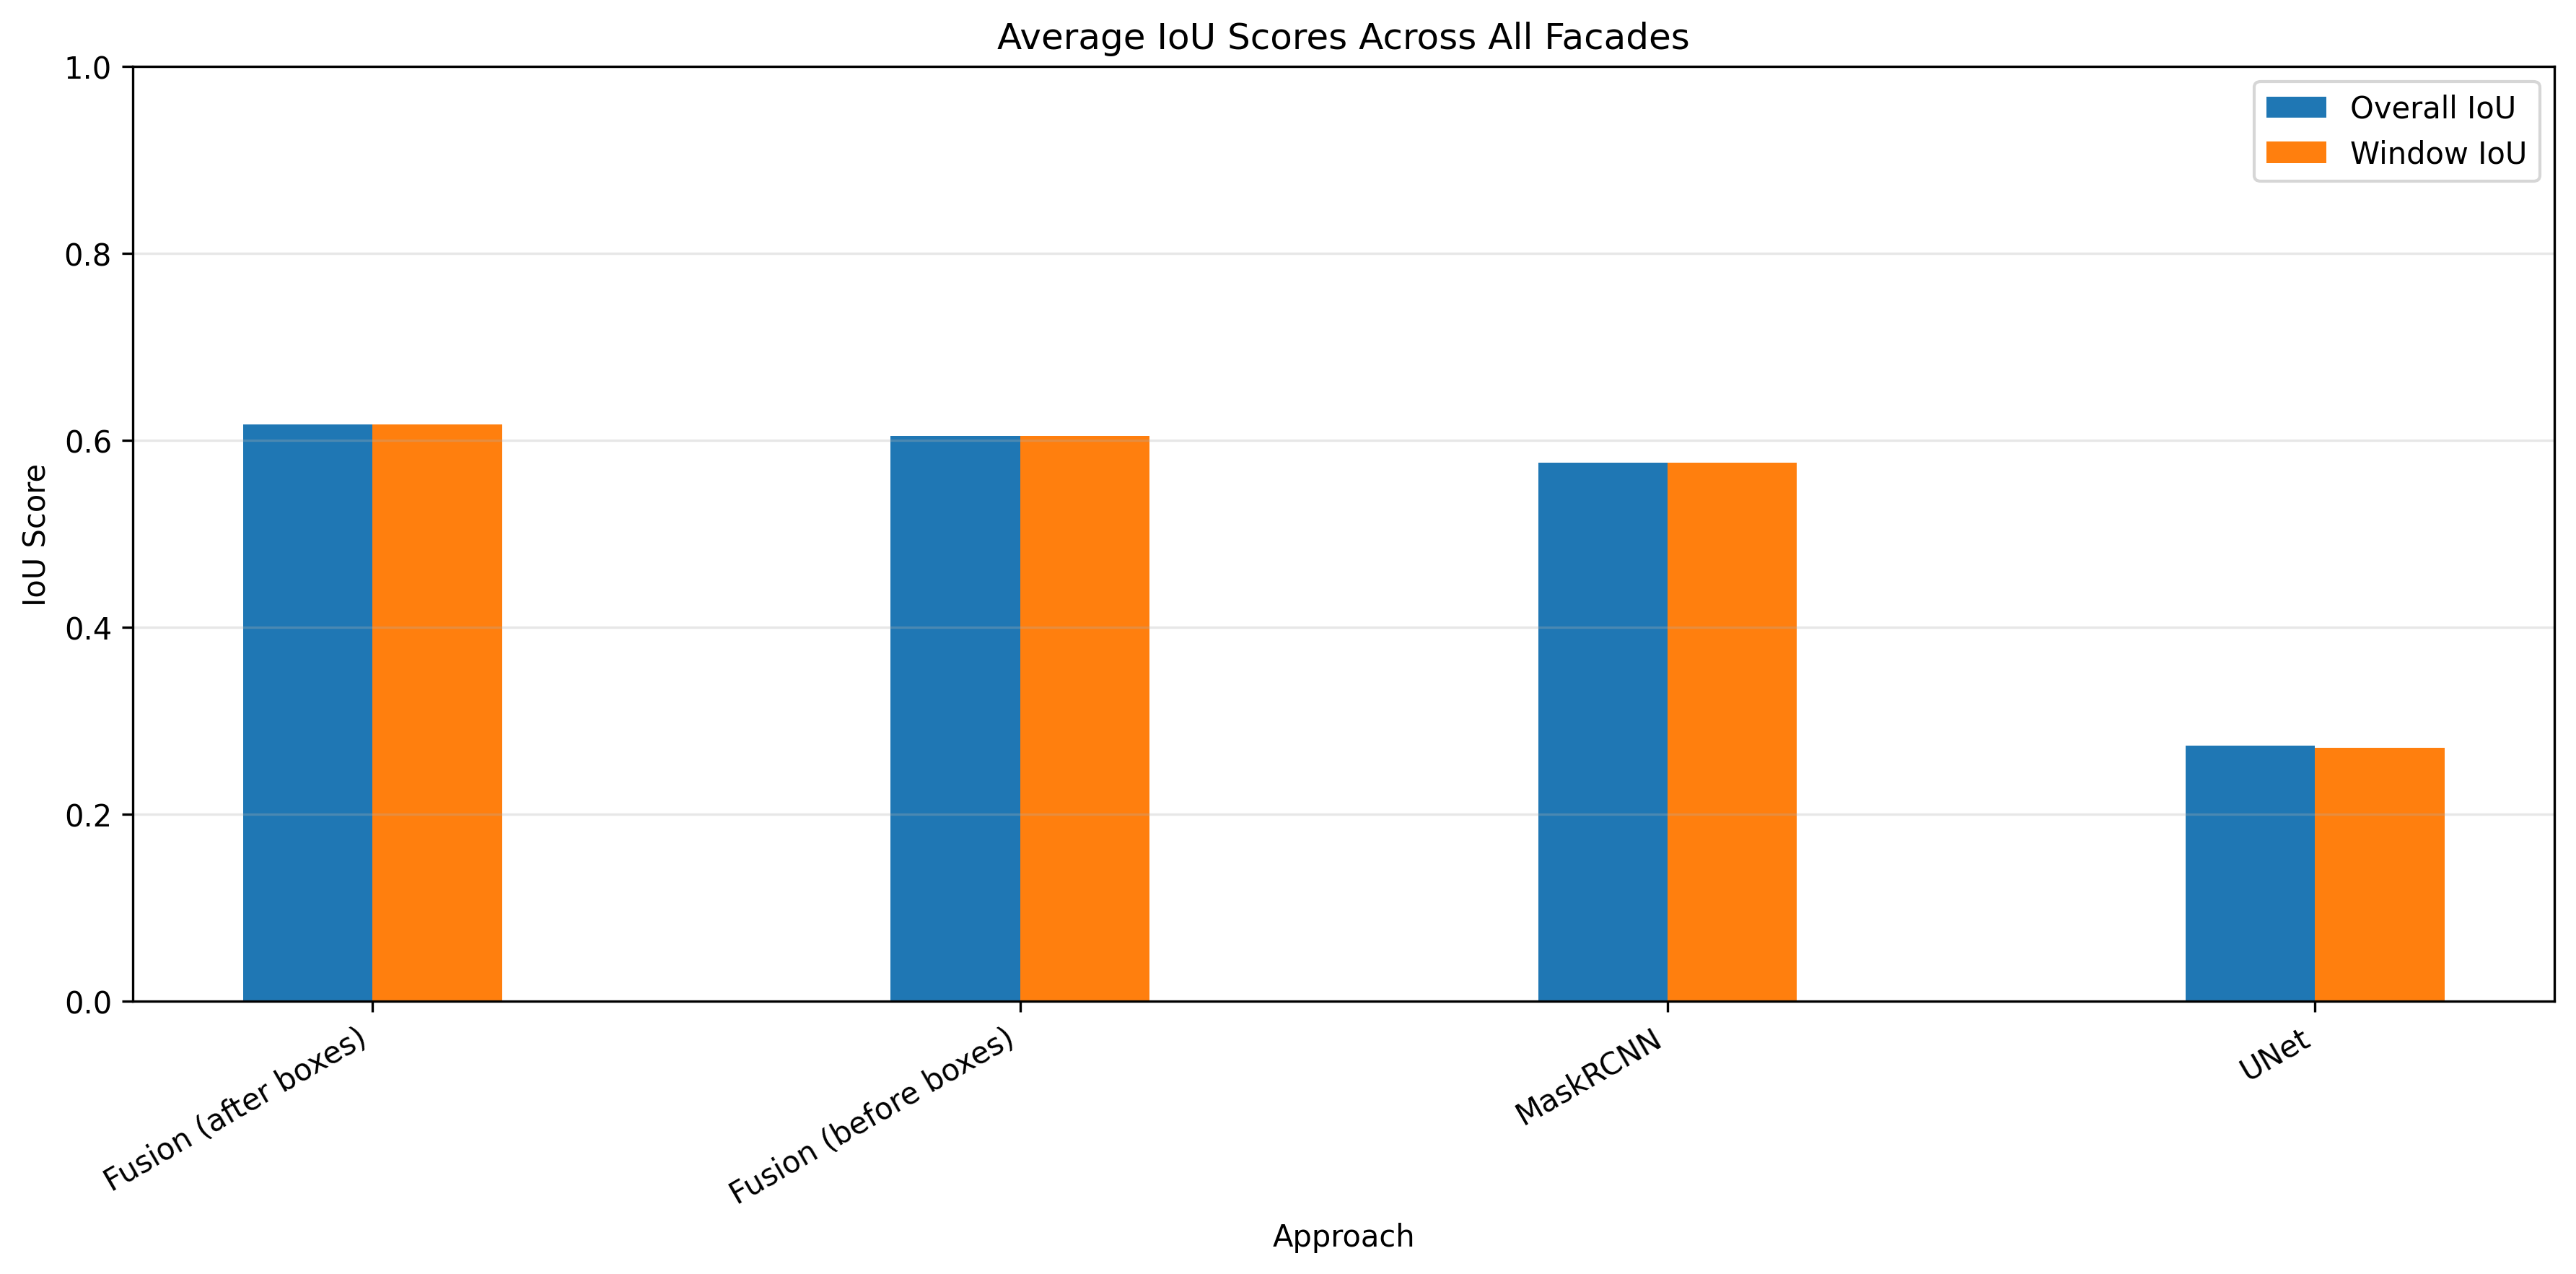 Average IoU Scores Across All Facades
1.0
0.8
0.6
0.4
0.2
0.0
IoU Score
Overall IoU
Window IoU
Fusion (after boxes)
Fusion (before boxes)
MaskRCNN
UNet
Approach